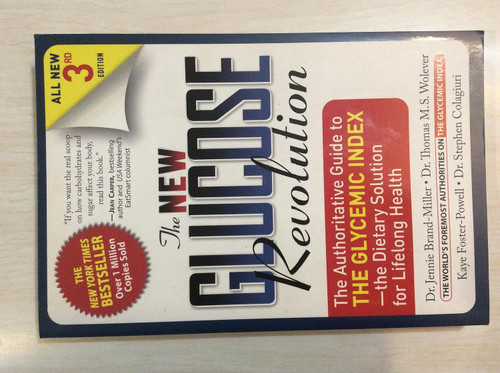 ALL NEW
3RD
EDITION
"If you want the real scoop
on how carbohydrates and
sugar affect your body,
read this book."
—JEAN CARPER, bestselling
author and USA Weekend's
EatSmart columnist
THE
NEW YORK TIMES
BESTSELLER
Over 1 Million
Copies Sold
The NEW
GLUCOSE
Revolution
The Authoritative Guide to
THE GLYCEMIC INDEX
—the Dietary Solution
for Lifelong Health
Dr. Jennie Brand-Miller • Dr. Thomas M.S. Wolever
THE WORLD'S FOREMOST AUTHORITIES ON THE GLYCEMIC INDEX
Kaye Foster-Powell • Dr. Stephen Colagiuri